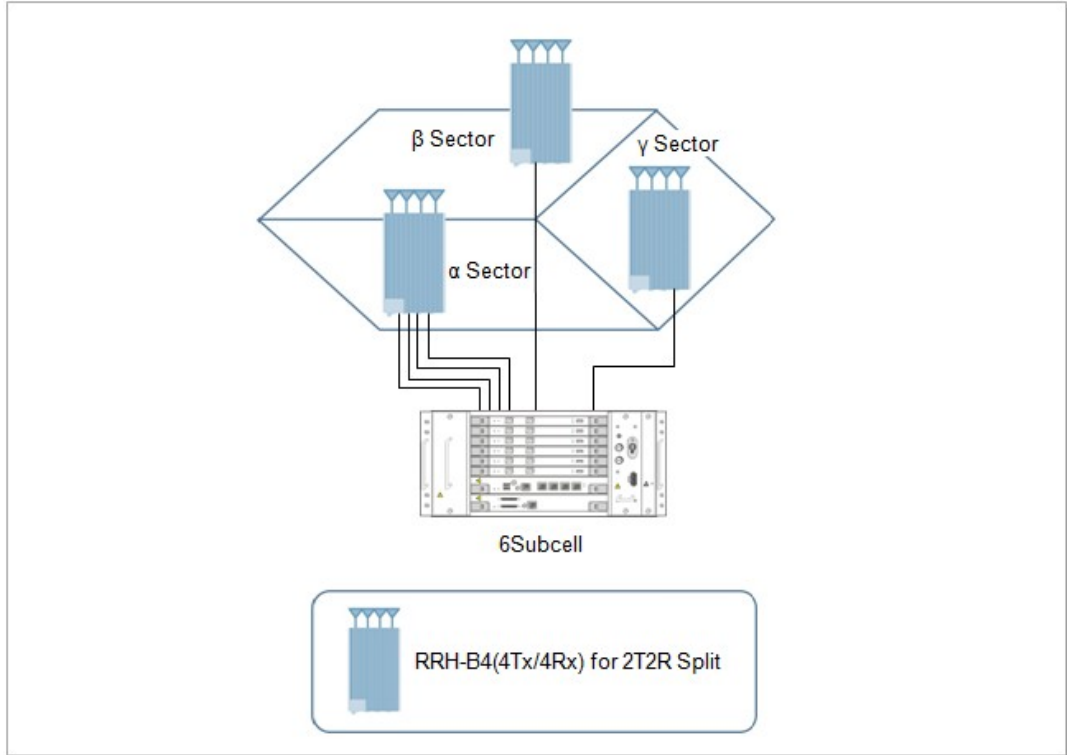 β Sector
γ Sector
α Sector
6Subcell
RRH-B4(4Tx/4Rx) for 2T2R Split